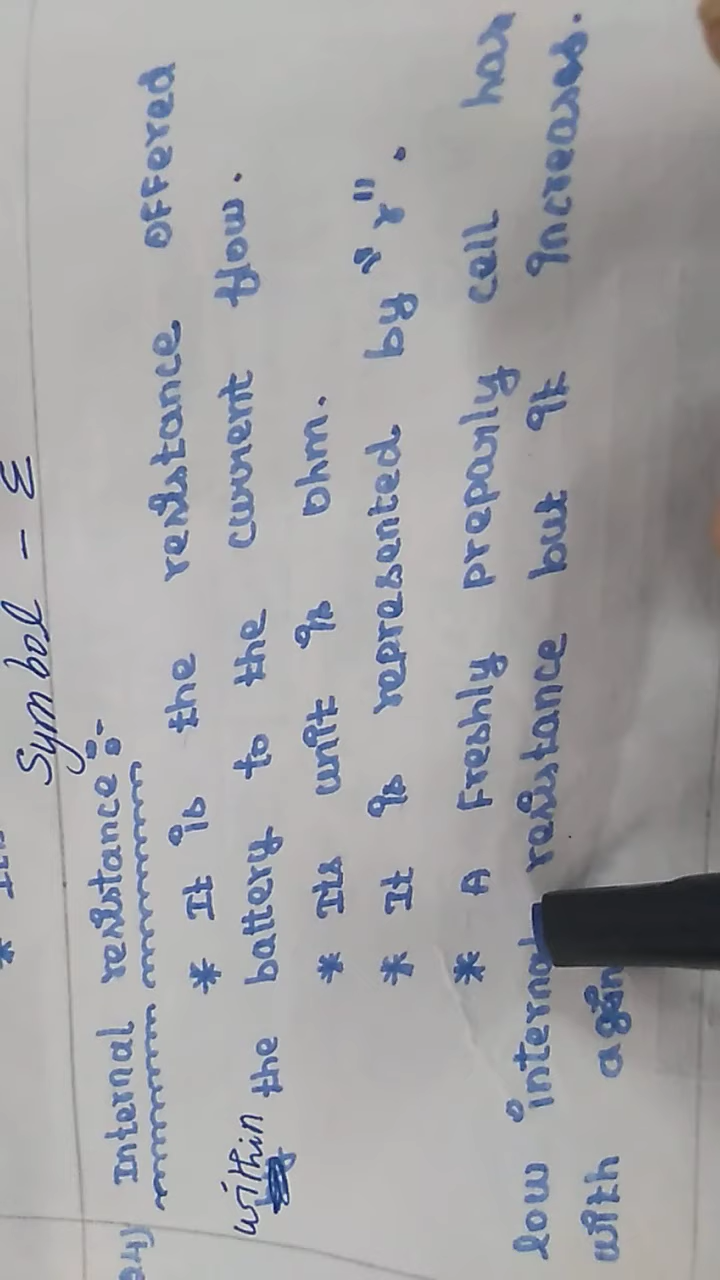 Symbol - E
24) Internal resistance :-
* It is the resistance offered
within the battery to the current flow.
* Its unit is ohm.
* It is represented by "r".
* A Freshly preparly cell has
low internal resistance but it increases.
with